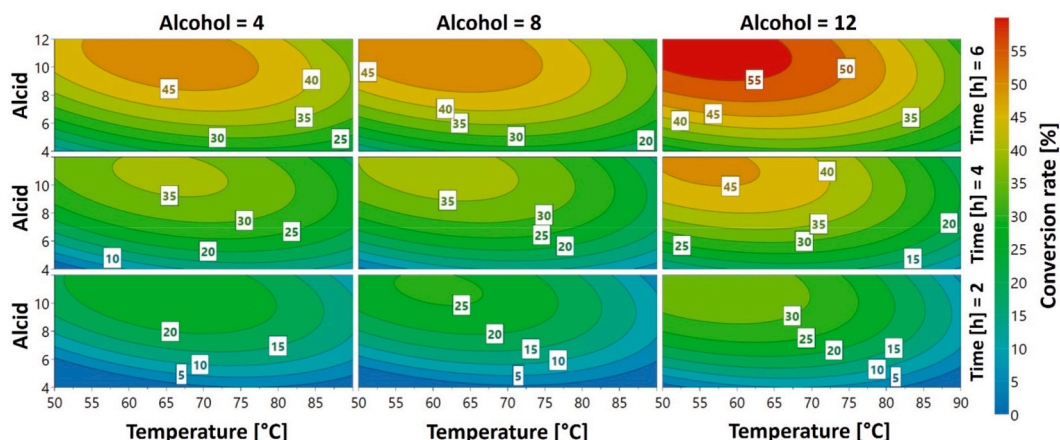 Alcohol = 4 Alcohol = 8 Alcohol = 12
12
10
8
6
4
Alcid
45 40 35 30 25
45 40 35 30 20
55 50 45 40 35
Time [h] = 6
10
8
6
4
Alcid
35 30 25 20 10
35 30 25 20
45 40 35 30 25 20 15
Time [h] = 4
10
8
6
4
Alcid
20 15 10 5
25 20 15 10 5
30 25 20 15 10 5
Time [h] = 2
50 55 60 65 70 75 80 85 50 55 60 65 70 75 80 85 50 55 60 65 70 75 80 85 90
Temperature [°C] Temperature [°C] Temperature [°C]
55
50
45
40
35
30
25
20
15
10
5
0
Conversion rate [%]